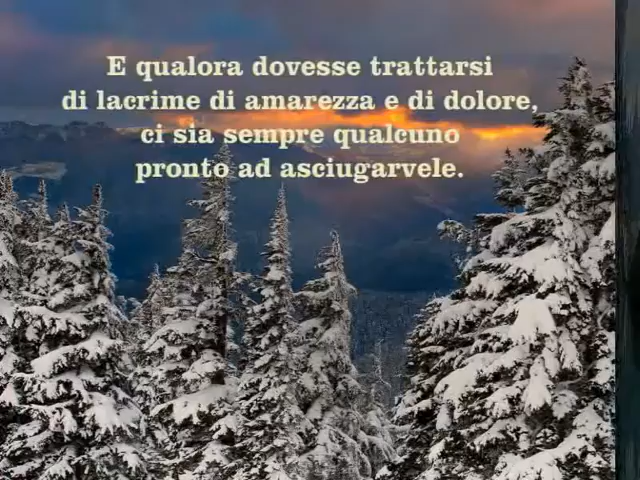 E qualora dovesse trattarsi
di lacrime di amarezza e di dolore,
ci sia sempre qualcuno
pronto ad asciugarvele.